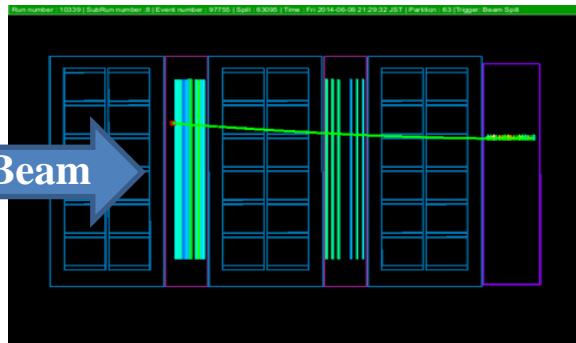 Run number : 10339 | SubRun number :8 | Event number : 97755 | Spill : 63095 | Time : Fri 2014-06-06 21:29:32 JST | Partition : 63 |Trigger: Beam Spill
Beam